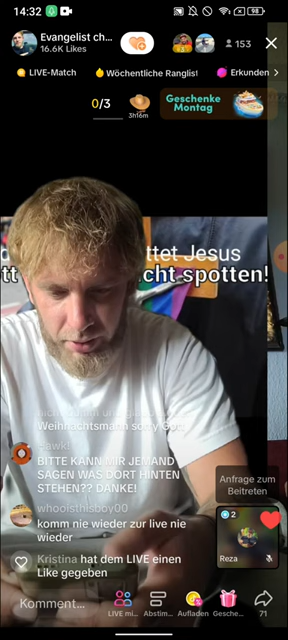 14:32
98
Evangelist ch...
16.6K Likes
153
LIVE-Match
Wöchentliche Ranglist
Erkunden
0/3
3h16m
Geschenke
Montag
ttet Jesus
cht spotten!
Weihnachtsmann sorry Gott
BITTE KANN MIR JEMAND
SAGEN WAS DORT HINTEN
STEHEN?? DANKE!
whooisthisboy00
komm nie wieder zur live nie
wieder
Kristina hat dem LIVE einen
Like gegeben
Anfrage zum
Beitreten
2
Reza
Komment...
LIVE mi...
Abstim...
Aufladen
Gesche...
71